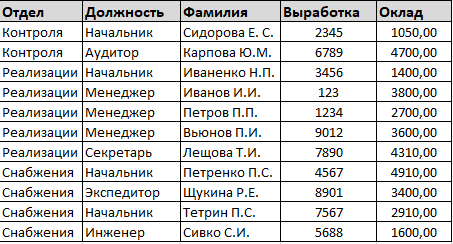 Отдел Должность Фамилия Выработка Оклад
Контроля Начальник Сидорова Е. С. 2345 1050,00
Контроля Аудитор Карпова Ю.М. 6789 4700,00
Реализации Начальник Иваненко Н.П. 3456 1400,00
Реализации Менеджер Иванов И.И. 123 3800,00
Реализации Менеджер Петров П.П. 1234 2700,00
Реализации Менеджер Вьюнов П.И. 9012 3600,00
Реализации Секретарь Лещова Т.И. 7890 4310,00
Снабжения Начальник Петренко П.С. 4567 4910,00
Снабжения Экспедитор Щукина Р.Е. 8901 3400,00
Снабжения Начальник Тетрин П.С. 7567 2910,00
Снабжения Инженер Сивко С.И. 5688 1600,00